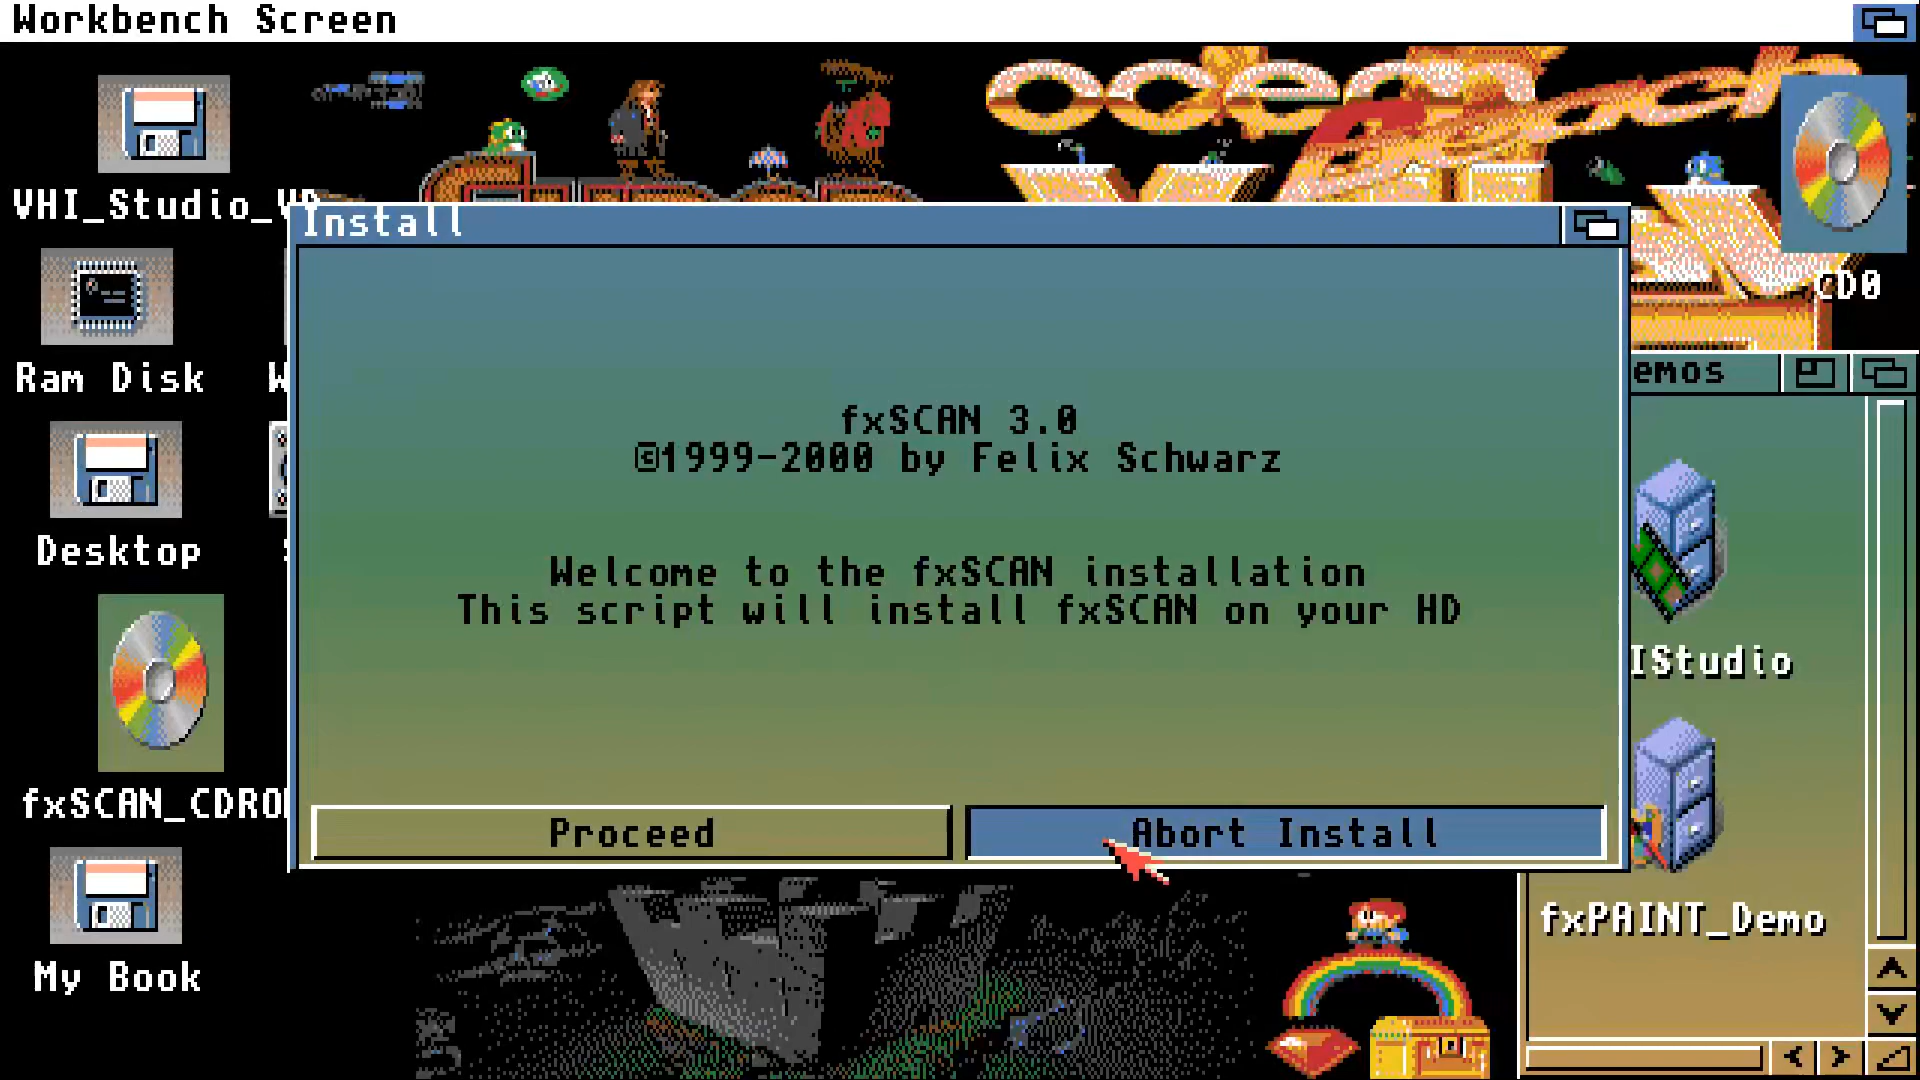 Workbench Screen
VHI_Studio_V
Install
CD0
Ram Disk
W
emos
fxSCAN 3.0
©1999-2000 by Felix Schwarz
Desktop
Welcome to the fxSCAN installation
This script will install fxSCAN on your HD
IStudio
fxSCAN_CDRO
Proceed
Abort Install
fxPAINT_Demo
My Book